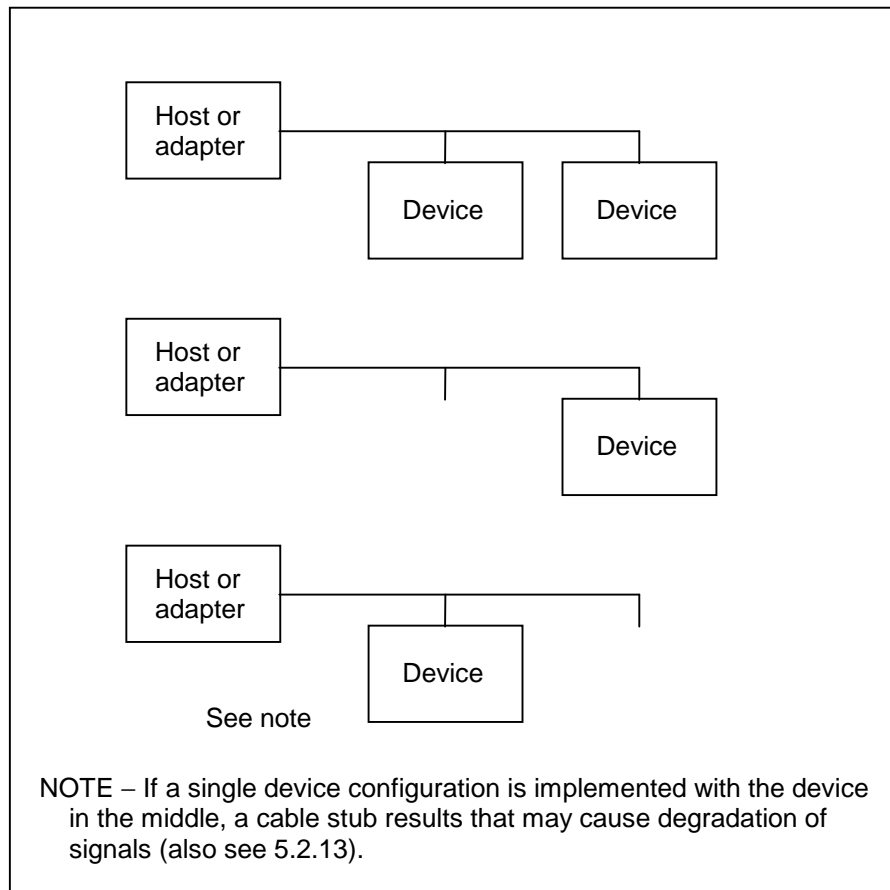 Host or
adapter
Device
Device
Host or
adapter
Device
Host or
adapter
Device
See note
NOTE – If a single device configuration is implemented with the device
in the middle, a cable stub results that may cause degradation of
signals (also see 5.2.13).